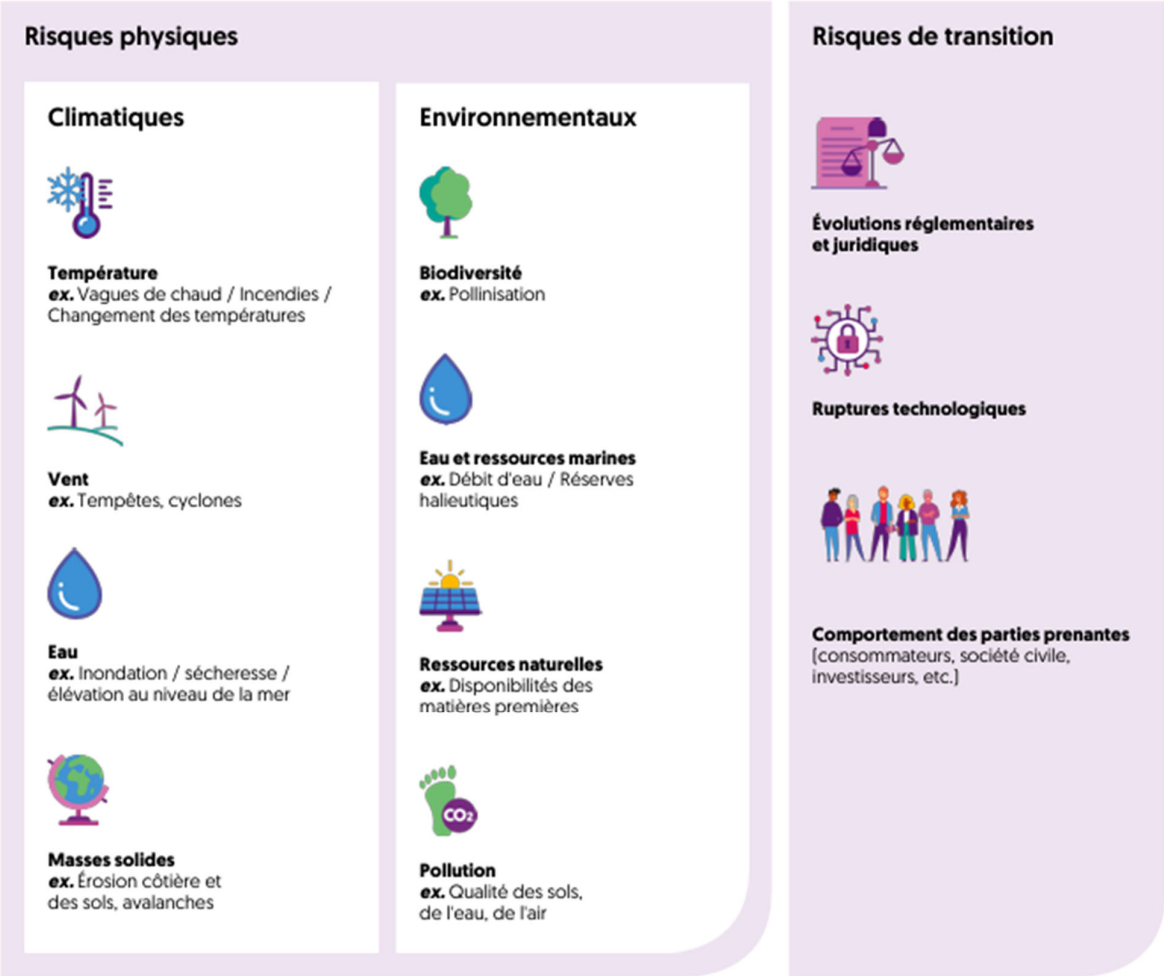 Risques physiques
Climatiques
Température
ex. Vagues de chaud / Incendies /
Changement des températures
Vent
ex. Tempêtes, cyclones
Eau
ex. Inondation / sécheresse /
élévation au niveau de la mer
Masses solides
ex. Érosion côtière et
des sols, avalanches
Environnementaux
Biodiversité
ex. Pollinisation
Eau et ressources marines
ex. Débit d'eau / Réserves
halieutiques
Ressources naturelles
ex. Disponibilités des
matières premières
CO₂
Pollution
ex. Qualité des sols,
de l'eau, de l'air
Risques de transition
Évolutions réglementaires
et juridiques
Ruptures technologiques
Comportement des parties prenantes
(consommateurs, société civile,
investisseurs, etc.)